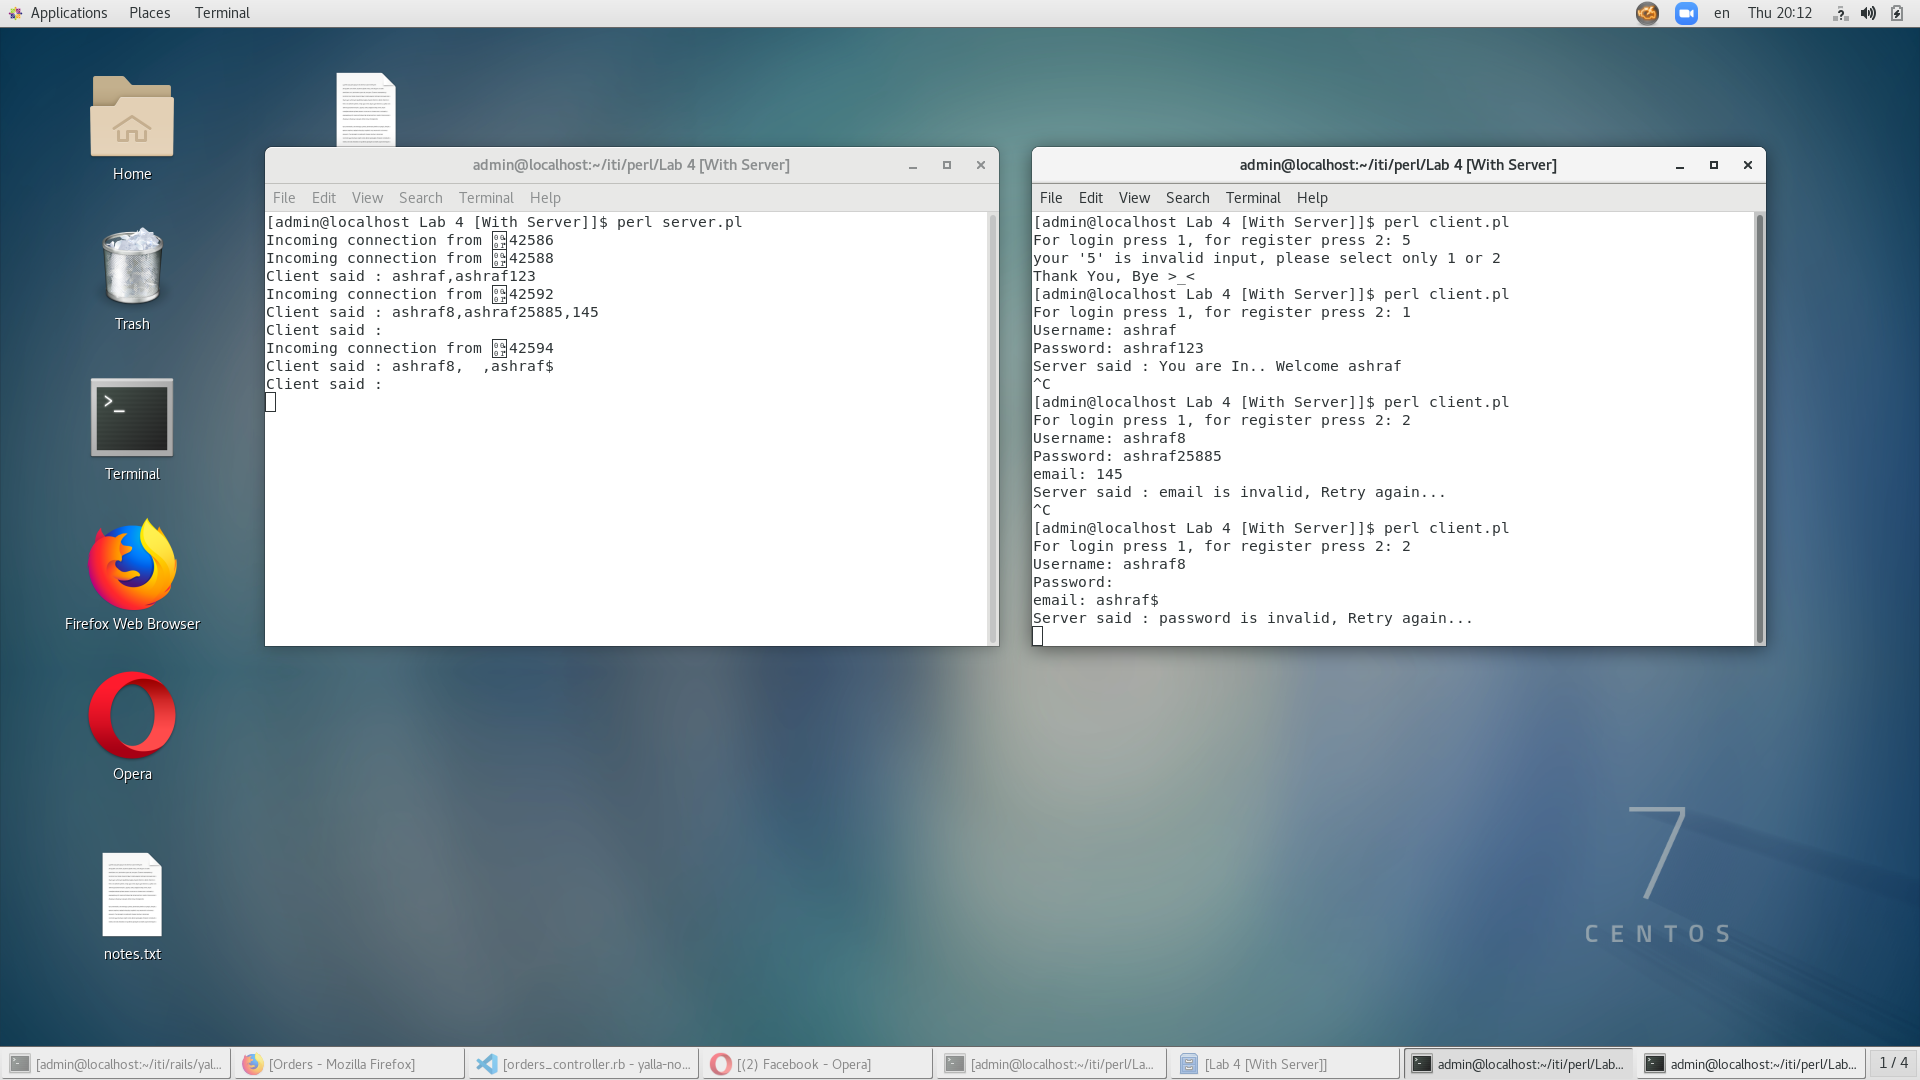 Applications Places Terminal en Thu 20:12
Home
Trash
Terminal
Firefox Web Browser
Opera
notes.txt
admin@localhost:~/iti/perl/Lab 4 [With Server]
File Edit View Search Terminal Help
[admin@localhost Lab 4 [With Server]]$ perl server.pl
Incoming connection from 42586
Incoming connection from 42588
Client said : ashraf,ashraf123
Incoming connection from 42592
Client said : ashraf8,ashraf25885,145
Client said :
Incoming connection from 42594
Client said : ashraf8,  ,ashraf$
Client said :
admin@localhost:~/iti/perl/Lab 4 [With Server]
File Edit View Search Terminal Help
[admin@localhost Lab 4 [With Server]]$ perl client.pl
For login press 1, for register press 2: 5
your '5' is invalid input, please select only 1 or 2
Thank You, Bye >_<
[admin@localhost Lab 4 [With Server]]$ perl client.pl
For login press 1, for register press 2: 1
Username: ashraf
Password: ashraf123
Server said : You are In.. Welcome ashraf
^C
[admin@localhost Lab 4 [With Server]]$ perl client.pl
For login press 1, for register press 2: 2
Username: ashraf8
Password: ashraf25885
email: 145
Server said : email is invalid, Retry again...
^C
[admin@localhost Lab 4 [With Server]]$ perl client.pl
For login press 1, for register press 2: 2
Username: ashraf8
Password:
email: ashraf$
Server said : password is invalid, Retry again...
7
CENTOS
[admin@localhost:~/iti/rails/yal... [Orders - Mozilla Firefox] [orders_controller.rb - yalla-no... [(2) Facebook - Opera] [admin@localhost:~/iti/perl/La... [Lab 4 [With Server]] admin@localhost:~/iti/perl/Lab... admin@localhost:~/iti/perl/Lab... 1 / 4